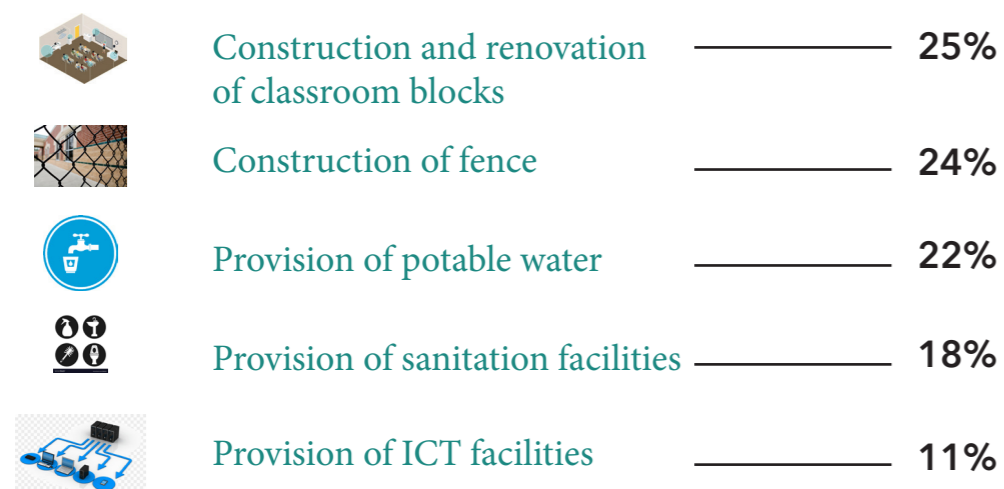 Construction and renovation 25%
of classroom blocks
Construction of fence 24%
Provision of potable water 22%
Provision of sanitation facilities 18%
Provision of ICT facilities 11%